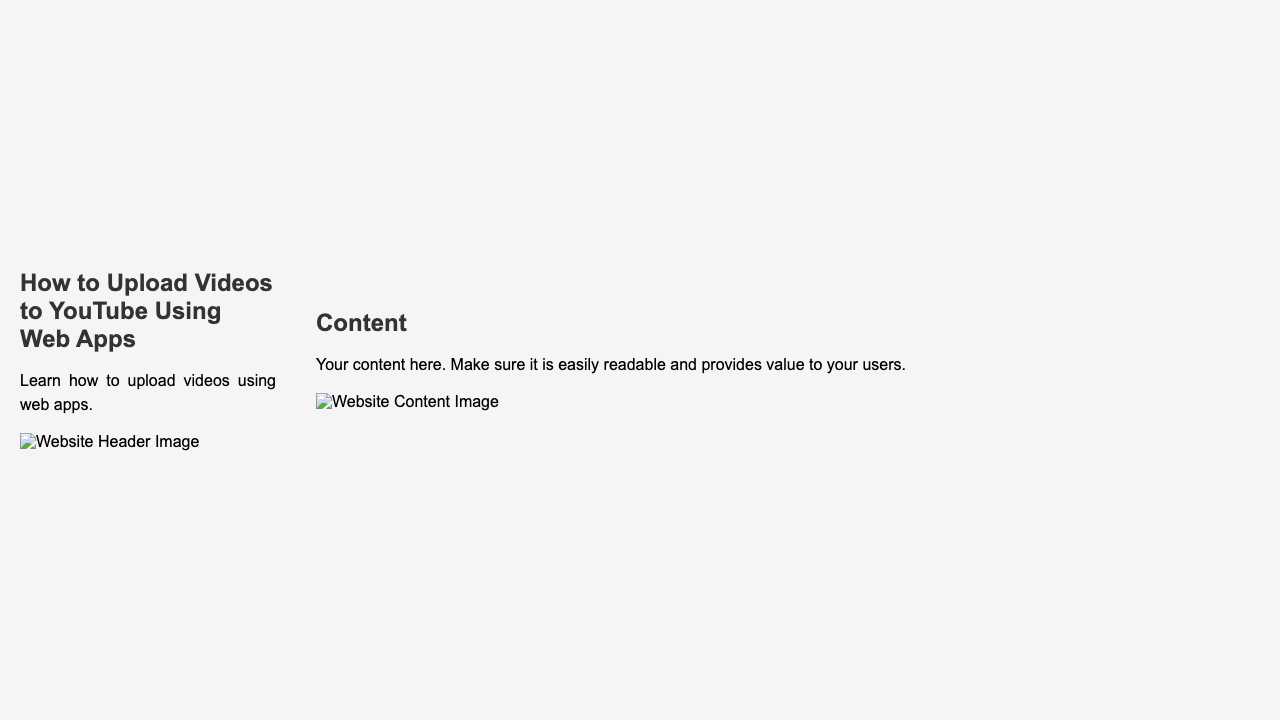 How to Upload Videos
to YouTube Using
Web Apps
Learn how to upload videos using
web apps.
Website Header Image
Content
Your content here. Make sure it is easily readable and provides value to your users.
Website Content Image